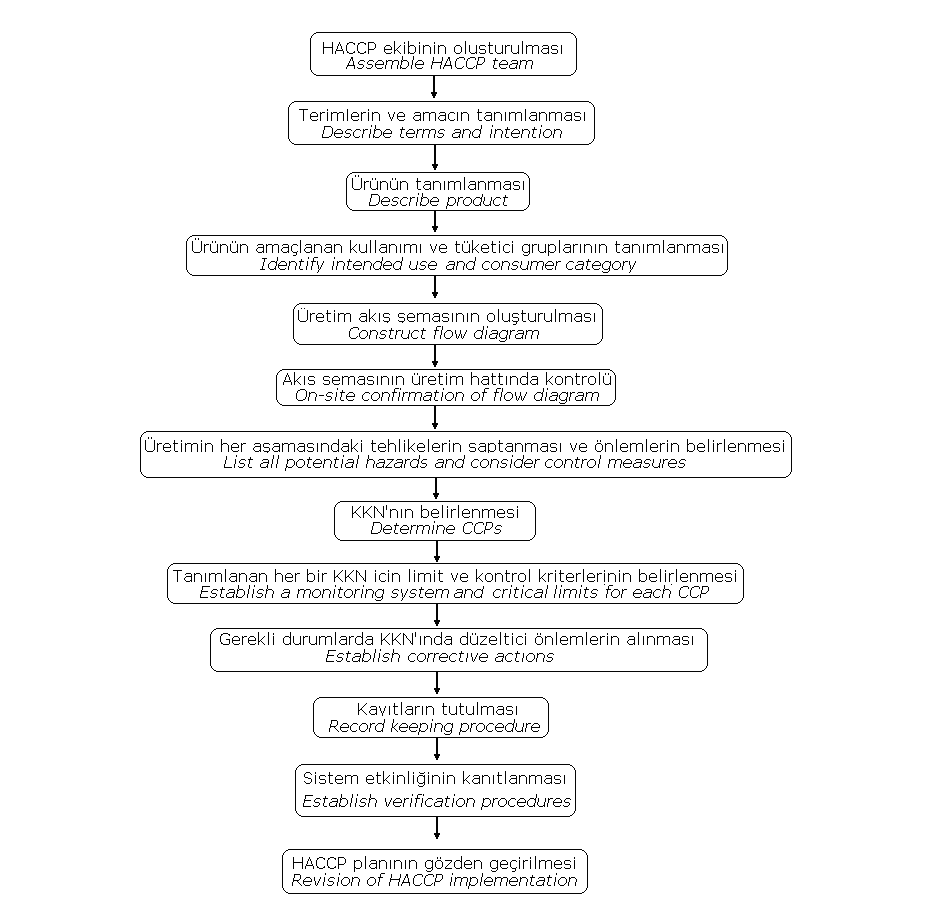 HACCP ekibinin olusturulması
Assemble HACCP team
Terimlerin ve amacın tanımlanması
Describe terms and intention
Ürünün tanımlanması
Describe product
Ürünün amaçlanan kullanımı ve tüketici gruplarının tanımlanması
Identify intended use and consumer category
Üretim akıs semasının oluşturulması
Construct flow diagram
Akıs semasının üretim hattında kontrolü
On-site confirmation of flow diagram
Üretimin her asamasındaki tehlikelerin saptanması ve önlemlerin belirlenmesi
List all potential hazards and consider control measures
KKN'nın belirlenmesi
Determine CCPs
Tanımlanan her bir KKN icin limit ve kontrol kriterlerinin belirlenmesi
Establish a monitoring system and critical limits for each CCP
Gerekli durumlarda KKN'ında düzeltici önlemlerin alınması
Establish corrective actions
Kayıtların tutulması
Record keeping procedure
Sistem etkinliğinin kanıtlanması
Establish verification procedures
HACCP planının gözden geçirilmesi
Revision of HACCP implementation